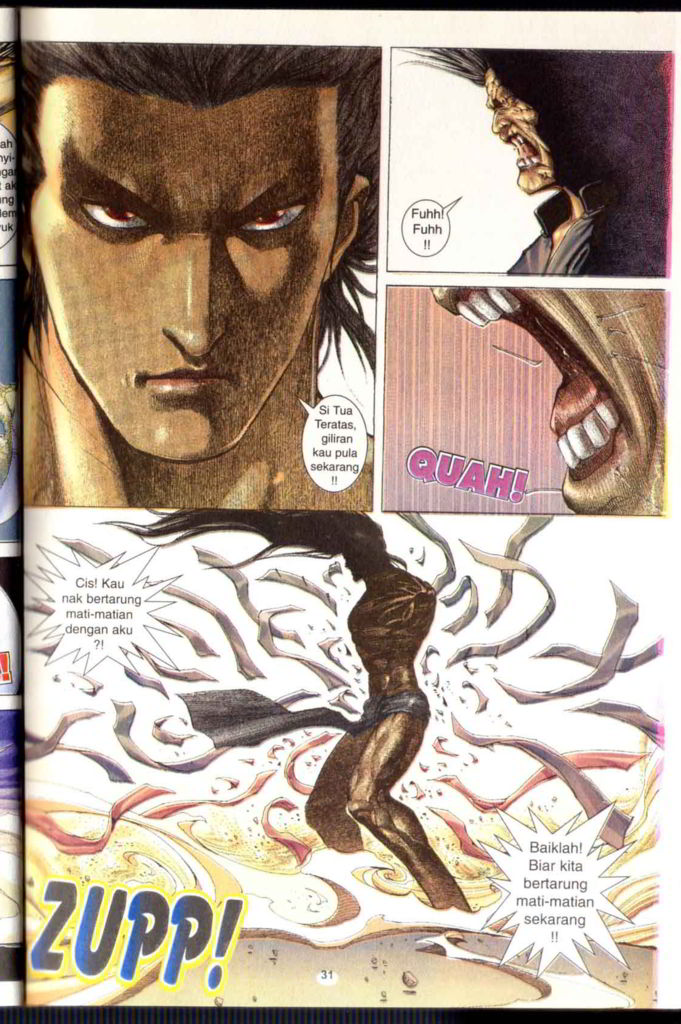 Si Tua
Teratas,
giliran
kau pula
sekarang
!!
Fuhh!
Fuhh
!!
QUAH!
Cis! Kau
nak bertarung
mati-matian
dengan aku
?!
Baiklah!
Biar kita
bertarung
mati-matian
sekarang
!!
ZUPP!
31